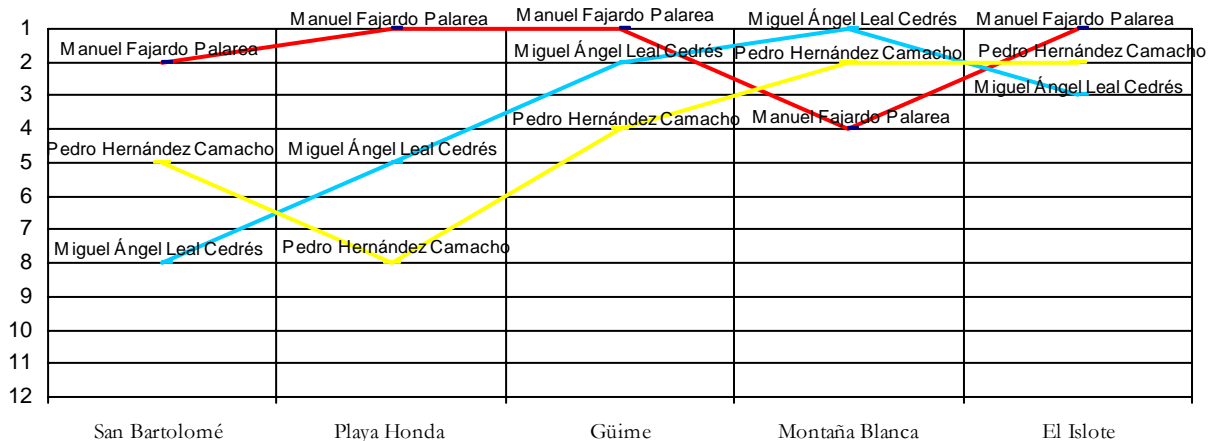 1
2
3
4
5
6
7
8
9
10
11
12
Manuel Fajardo Palarea
Manuel Fajardo Palarea
Manuel Fajardo Palarea
Miguel Ángel Leal Cedrés
Manuel Fajardo Palarea
Miguel Ángel Leal Cedrés
Pedro Hernández Camacho
Pedro Hernández Camacho
Miguel Ángel Leal Cedrés
Pedro Hernández Camacho
Manuel Fajardo Palarea
Pedro Hernández Camacho
Miguel Ángel Leal Cedrés
Miguel Ángel Leal Cedrés
Pedro Hernández Camacho
San Bartolomé
Playa Honda
Güime
Montaña Blanca
El Islote